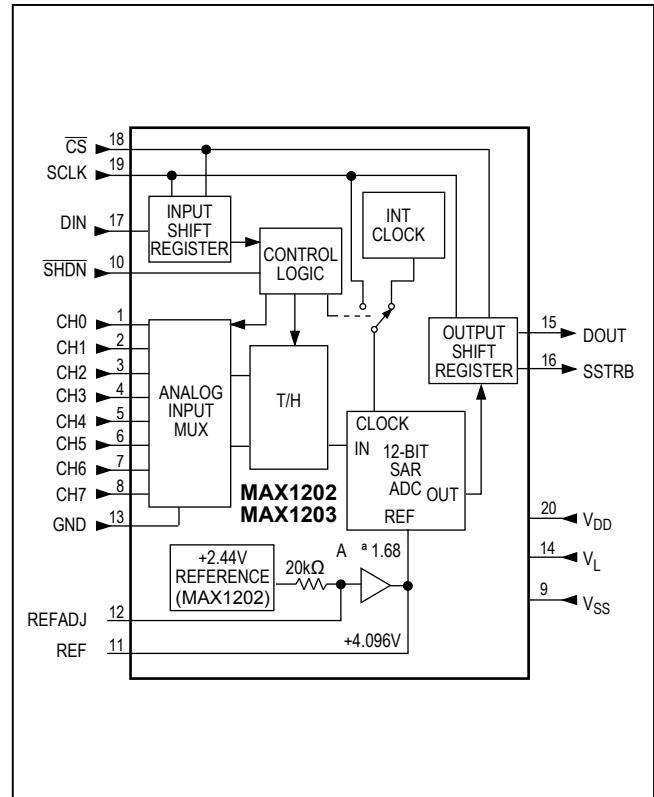 CS 18
SCLK 19
DIN 17
SHDN 10
CH0 1
CH1 2
CH2 3
CH3 4
CH4 5
CH5 6
CH6 7
CH7 8
GND 13
REFADJ 12
REF 11
INPUT
SHIFT
REGISTER
CONTROL
LOGIC
INT
CLOCK
ANALOG
INPUT
MUX
T/H
CLOCK
IN
12-BIT
SAR
ADC
OUT
REF
OUTPUT
SHIFT
REGISTER
MAX1202
MAX1203
+2.44V
REFERENCE
(MAX1202)
20kΩ
A ª 1.68
+4.096V
15 DOUT
16 SSTRB
20 VDD
14 VL
9 VSS